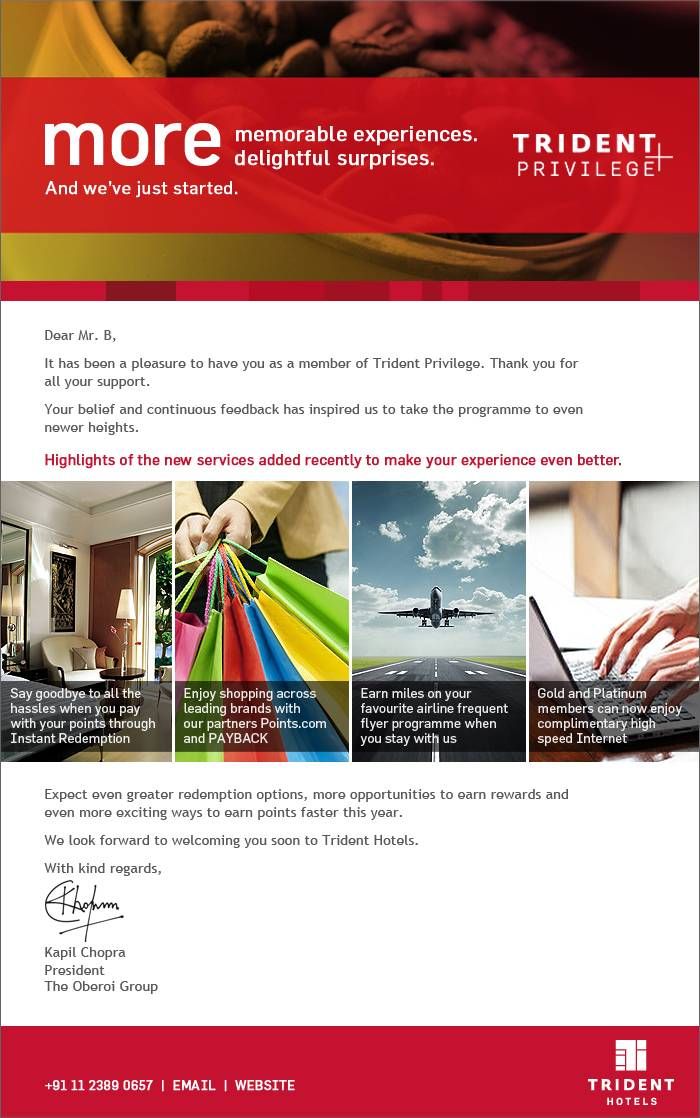 more memorable experiences.
delightful surprises.
And we've just started.
TRIDENT
PRIVILEGE+
Dear Mr. B,
It has been a pleasure to have you as a member of Trident Privilege. Thank you for
all your support.
Your belief and continuous feedback has inspired us to take the programme to even
newer heights.
Highlights of the new services added recently to make your experience even better.
Say goodbye to all the
hassles when you pay
with your points through
Instant Redemption
Enjoy shopping across
leading brands with
our partners Points.com
and PAYBACK
Earn miles on your
favourite airline frequent
flyer programme when
you stay with us
Gold and Platinum
members can now enjoy
complimentary high
speed Internet
Expect even greater redemption options, more opportunities to earn rewards and
even more exciting ways to earn points faster this year.
We look forward to welcoming you soon to Trident Hotels.
With kind regards,
KChopra
Kapil Chopra
President
The Oberoi Group
+91 11 2389 0657 | EMAIL | WEBSITE
TRIDENT
HOTELS